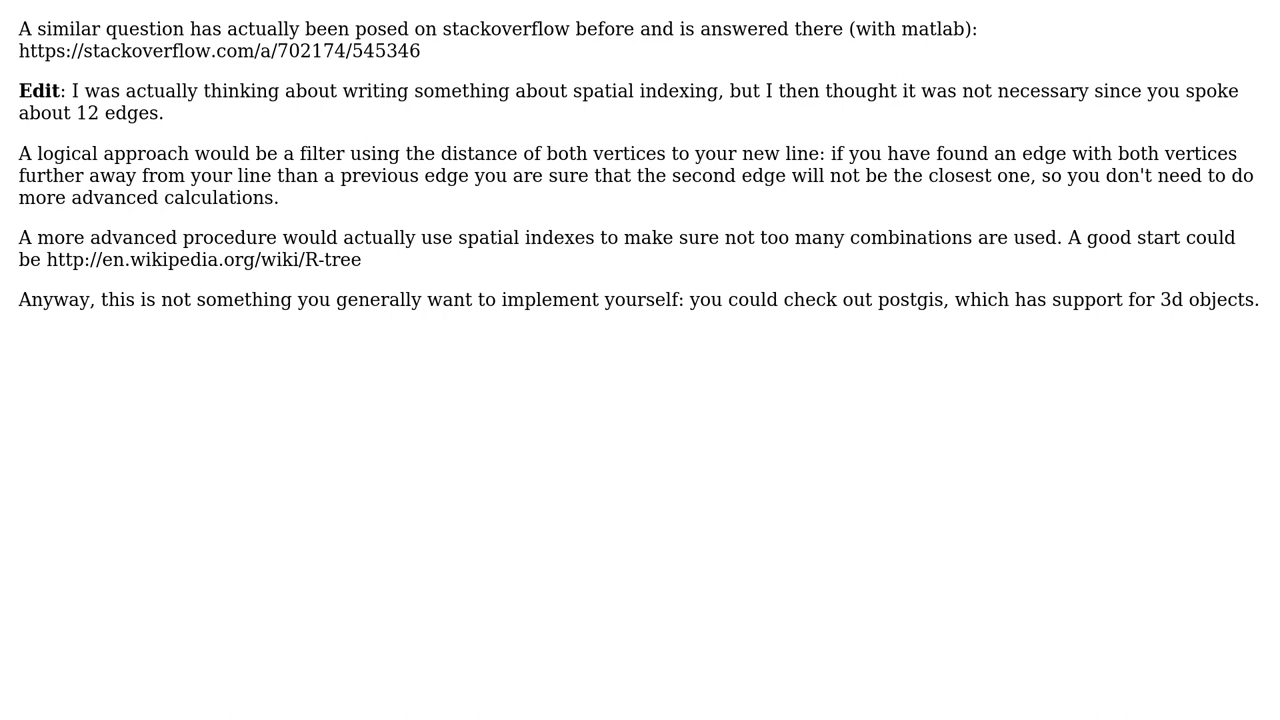 A similar question has actually been posed on stackoverflow before and is answered there (with matlab):
https://stackoverflow.com/a/702174/545346
Edit: I was actually thinking about writing something about spatial indexing, but I then thought it was not necessary since you spoke
about 12 edges.
A logical approach would be a filter using the distance of both vertices to your new line: if you have found an edge with both vertices
further away from your line than a previous edge you are sure that the second edge will not be the closest one, so you don't need to do
more advanced calculations.
A more advanced procedure would actually use spatial indexes to make sure not too many combinations are used. A good start could
be http://en.wikipedia.org/wiki/R-tree
Anyway, this is not something you generally want to implement yourself: you could check out postgis, which has support for 3d objects.